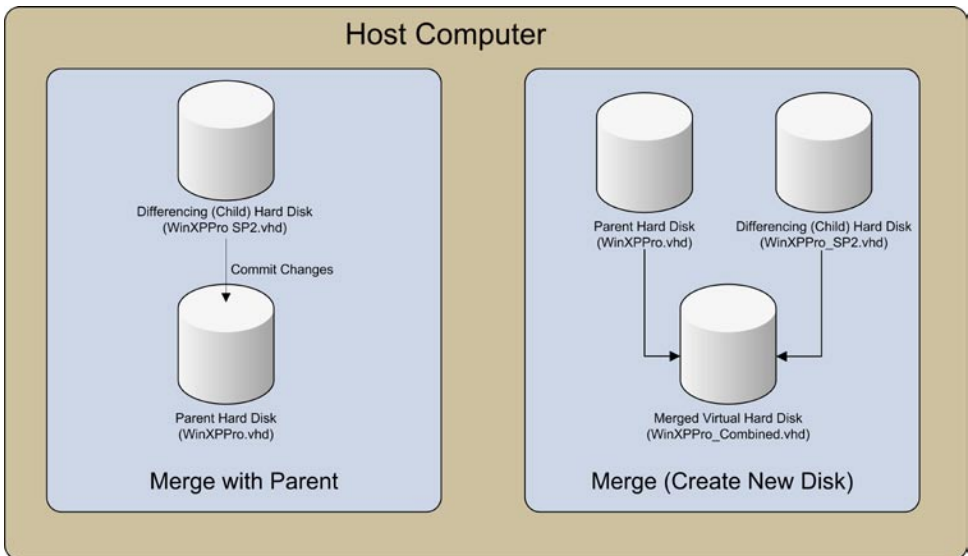 Host Computer
Differencing (Child) Hard Disk
(WinXPPro SP2.vhd)
Commit Changes
Parent Hard Disk
(WinXPPro.vhd)
Merge with Parent
Parent Hard Disk
(WinXPPro.vhd)
Differencing (Child) Hard Disk
(WinXPPro_SP2.vhd)
Merged Virtual Hard Disk
(WinXPPro_Combined.vhd)
Merge (Create New Disk)